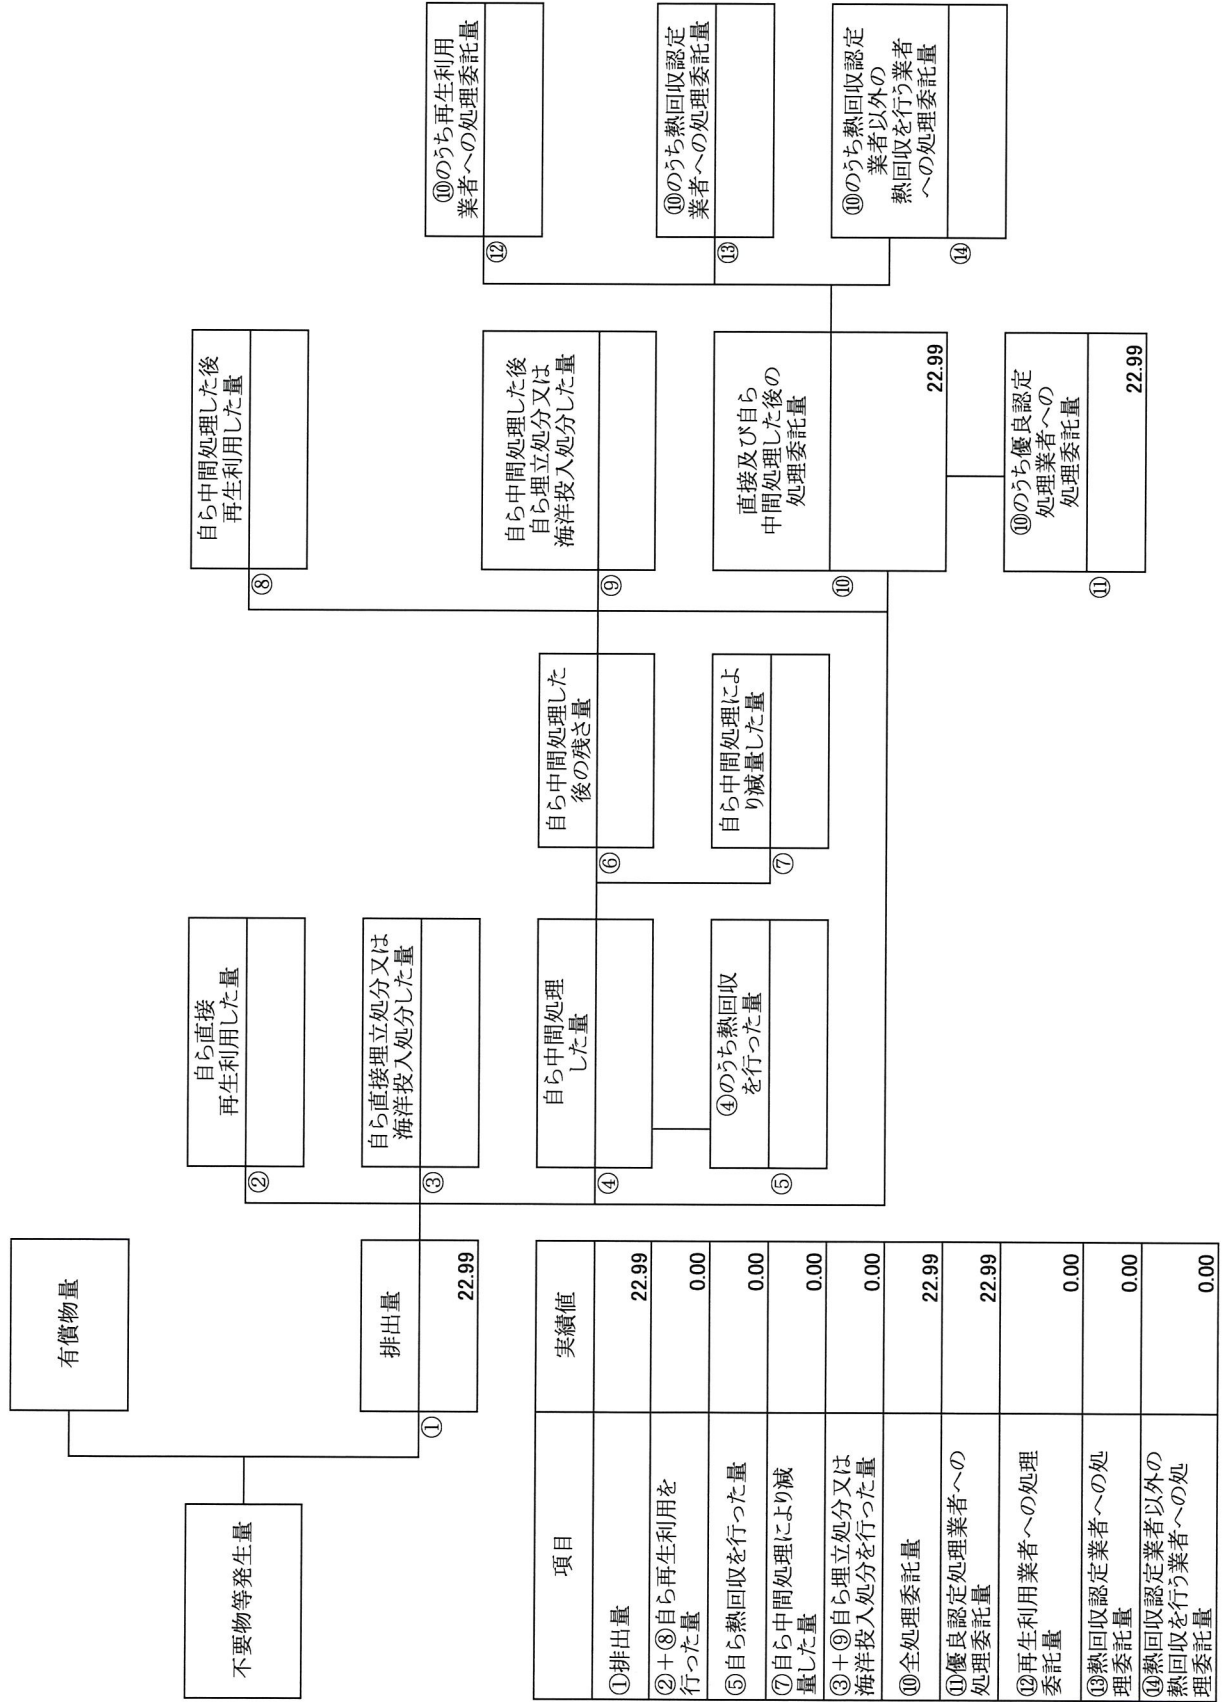 不要物等発生量
有償物量
①
排出量
22.99
②
自ら直接
再生利用した量
③
自ら直接埋立処分又は
海洋投入処分した量
④
自ら中間処理
した量
⑤
④のうち熱回収
を行った量
⑥
自ら中間処理した
後の残さ量
⑦
自ら中間処理によ
り減量した量
⑧
自ら中間処理した後
再生利用した量
⑨
自ら中間処理した後
自ら埋立処分又は
海洋投入処分した量
⑩
直接及び自ら
中間処理した後の
処理委託量
22.99
⑪
⑩のうち優良認定
処理業者への
処理委託量
22.99
⑫
⑩のうち再生利用
業者への処理委託量
⑬
⑩のうち熱回収認定
業者への処理委託量
⑭
⑩のうち熱回収認定
業者以外の
熱回収を行う業者
への処理委託量
項目
実績値
①排出量
22.99
②+⑧自ら再生利用を
行った量
0.00
⑤自ら熱回収を行った量
0.00
⑦自ら中間処理により減
量した量
0.00
③+⑨自ら埋立処分又は
海洋投入処分を行った量
0.00
⑩全処理委託量
22.99
⑪優良認定処理業者への
処理委託量
22.99
⑫再生利用業者への処理
委託量
0.00
⑬熱回収認定業者への処
理委託量
0.00
⑭熱回収認定業者以外の
熱回収を行う業者への処
理委託量
0.00